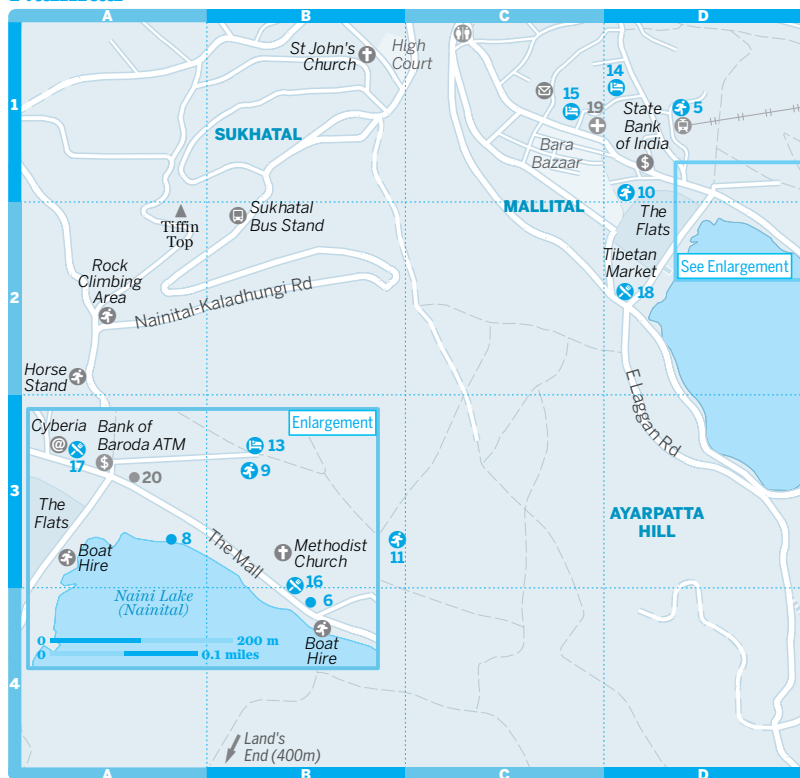 A
B
C
D
St John's
Church
High
Court
14
15
19
5
State
Bank
of India
1
SUKHATAL
Bara
Bazaar
10
MALLITAL
The
Flats
Tiffin
Top
Sukhatal
Bus Stand
Tibetan
Market
See Enlargement
18
Rock
Climbing
Area
2
Nainital-Kaladhungi Rd
Horse
Stand
E Laggan Rd
Enlargement
Cyberia
Bank of
Baroda ATM
17
13
9
20
3
The
Flats
8
Boat
Hire
The Mall
Methodist
Church
11
AYARPATTA
HILL
16
6
Naini Lake
(Nainital)
0
200 m
0
0.1 miles
Boat
Hire
4
Land's
End (400m)
A
B
C
D